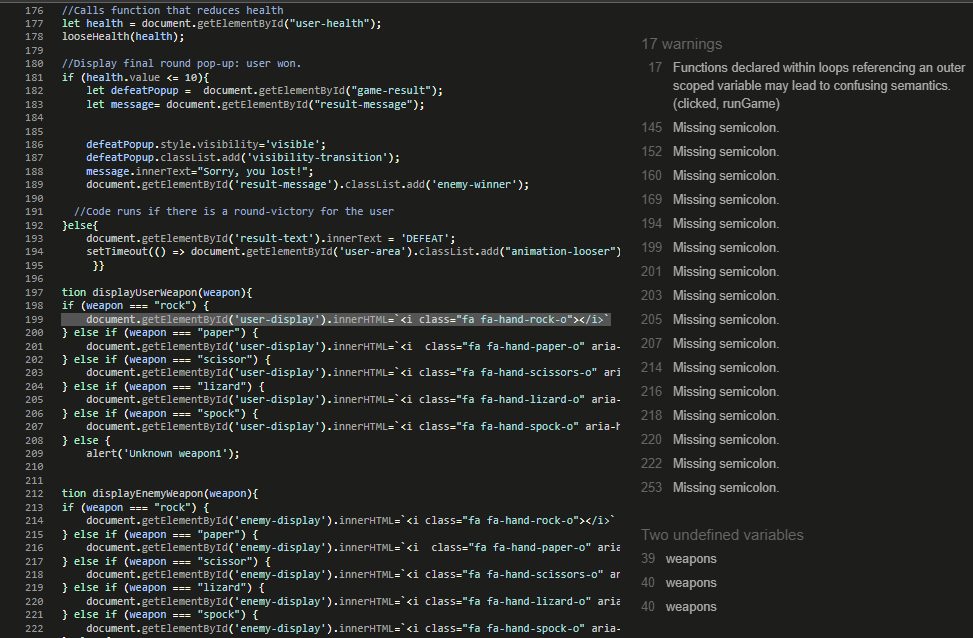 176 //Calls function that reduces health
177 let health = document.getElementById("user-health");
178 looseHealth(health);
179
180 //Display final round pop-up: user won.
181 if (health.value <= 10){
182 let defeatPopup = document.getElementById("game-result");
183 let message= document.getElementById("result-message");
184
185
186 defeatPopup.style.visibility='visible';
187 defeatPopup.classList.add('visibility-transition');
188 message.innerText="Sorry, you lost!";
189 document.getElementById('result-message').classList.add('enemy-winner');
190
191 //Code runs if there is a round-victory for the user
192 }else{
193 document.getElementById('result-text').innerText = 'DEFEAT';
194 setTimeout(() => document.getElementById('user-area').classList.add("animation-looser")
195 }}
196
197 tion displayUserWeapon(weapon){
198 if (weapon === "rock") {
199 document.getElementById('user-display').innerHTML=`<i class="fa fa-hand-rock-o"></i>`
200 } else if (weapon === "paper") {
201 document.getElementById('user-display').innerHTML=`<i  class="fa fa-hand-paper-o" aria-
202 } else if (weapon === "scissor") {
203 document.getElementById('user-display').innerHTML=`<i class="fa fa-hand-scissors-o" ari
204 } else if (weapon === "lizard") {
205 document.getElementById('user-display').innerHTML=`<i class="fa fa-hand-lizard-o" aria-
206 } else if (weapon === "spock") {
207 document.getElementById('user-display').innerHTML=`<i class="fa fa-hand-spock-o" aria-h
208 } else {
209 alert('Unknown weapon1');
210
211
212 tion displayEnemyWeapon(weapon){
213 if (weapon === "rock") {
214 document.getElementById('enemy-display').innerHTML=`<i class="fa fa-hand-rock-o"></i>`
215 } else if (weapon === "paper") {
216 document.getElementById('enemy-display').innerHTML=`<i  class="fa fa-hand-paper-o" aria
217 } else if (weapon === "scissor") {
218 document.getElementById('enemy-display').innerHTML=`<i class="fa fa-hand-scissors-o" ar
219 } else if (weapon === "lizard") {
220 document.getElementById('enemy-display').innerHTML=`<i class="fa fa-hand-lizard-o" aria
221 } else if (weapon === "spock") {
222 document.getElementById('enemy-display').innerHTML=`<i class="fa fa-hand-spock-o" aria-
17 warnings
17 Functions declared within loops referencing an outer
scoped variable may lead to confusing semantics.
(clicked, runGame)
145 Missing semicolon.
152 Missing semicolon.
160 Missing semicolon.
169 Missing semicolon.
194 Missing semicolon.
199 Missing semicolon.
201 Missing semicolon.
203 Missing semicolon.
205 Missing semicolon.
207 Missing semicolon.
214 Missing semicolon.
216 Missing semicolon.
218 Missing semicolon.
220 Missing semicolon.
222 Missing semicolon.
253 Missing semicolon.
Two undefined variables
39 weapons
40 weapons
40 weapons